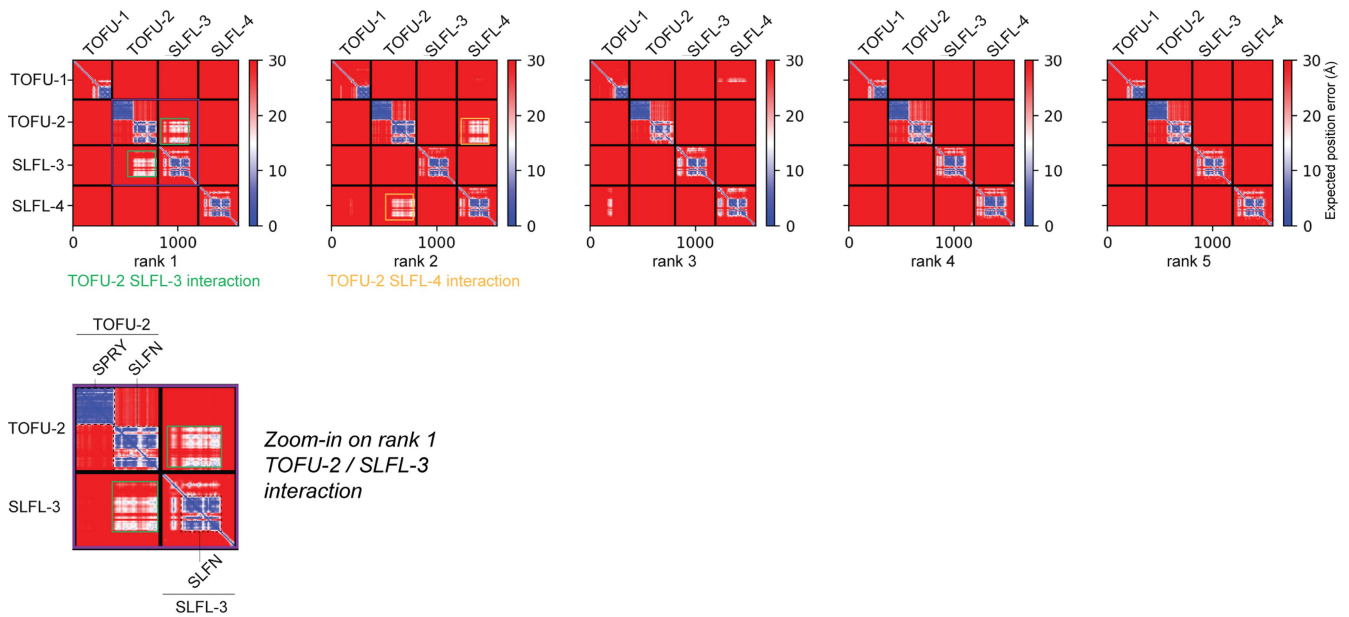 TOFU-1 TOFU-2 SLFL-3 SLFL-4
TOFU-1 TOFU-2 SLFL-3 SLFL-4
TOFU-1 TOFU-2 SLFL-3 SLFL-4
TOFU-1 TOFU-2 SLFL-3 SLFL-4
TOFU-1 TOFU-2 SLFL-3 SLFL-4
TOFU-1
TOFU-2
SLFL-3
SLFL-4
30
20
10
0
30
20
10
0
30
20
10
0
30
20
10
0
30
20
10
0
Expected position error (Å)
0 1000
0 1000
0 1000
0 1000
0 1000
rank 1
rank 2
rank 3
rank 4
rank 5
TOFU-2 SLFL-3 interaction
TOFU-2 SLFL-4 interaction
TOFU-2
SPRY SLFN
TOFU-2
SLFL-3
Zoom-in on rank 1
TOFU-2 / SLFL-3
interaction
SLFN
SLFL-3